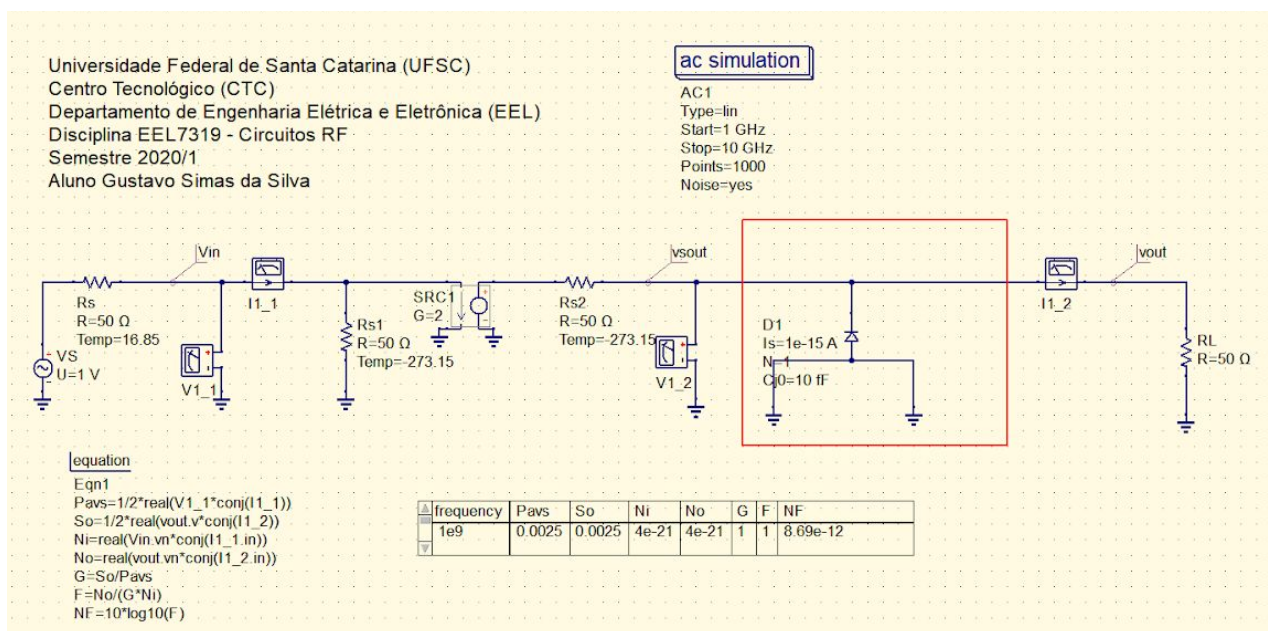 Universidade Federal de Santa Catarina (UFSC)
Centro Tecnológico (CTC)
Departamento de Engenharia Elétrica e Eletrônica (EEL)
Disciplina EEL7319 - Circuitos RF
Semestre 2020/1
Aluno Gustavo Simas da Silva
ac simulation
AC1
Type=lin
Start=1 GHz
Stop=10 GHz
Points=1000
Noise=yes
Vin
vsout
vout
Rs
R=50 Ω
Temp=16.85
I1_1
VS
U=1 V
V1_1
Rs1
R=50 Ω
Temp=-273.15
SRC1
G=2
Rs2
R=50 Ω
Temp=-273.15
V1_2
D1
Is=1e-15 A
N=1
Cj0=10 fF
I1_2
RL
R=50 Ω
equation
Eqn1
Pavs=1/2*real(V1_1*conj(I1_1))
So=1/2*real(vout.v*conj(I1_2))
Ni=real(Vin.vn*conj(I1_1.in))
No=real(vout.vn*conj(I1_2.in))
G=So/Pavs
F=No/(G*Ni)
NF=10*log10(F)
frequency Pavs So Ni No G F NF
1e9 0.0025 0.0025 4e-21 4e-21 1 1 8.69e-12